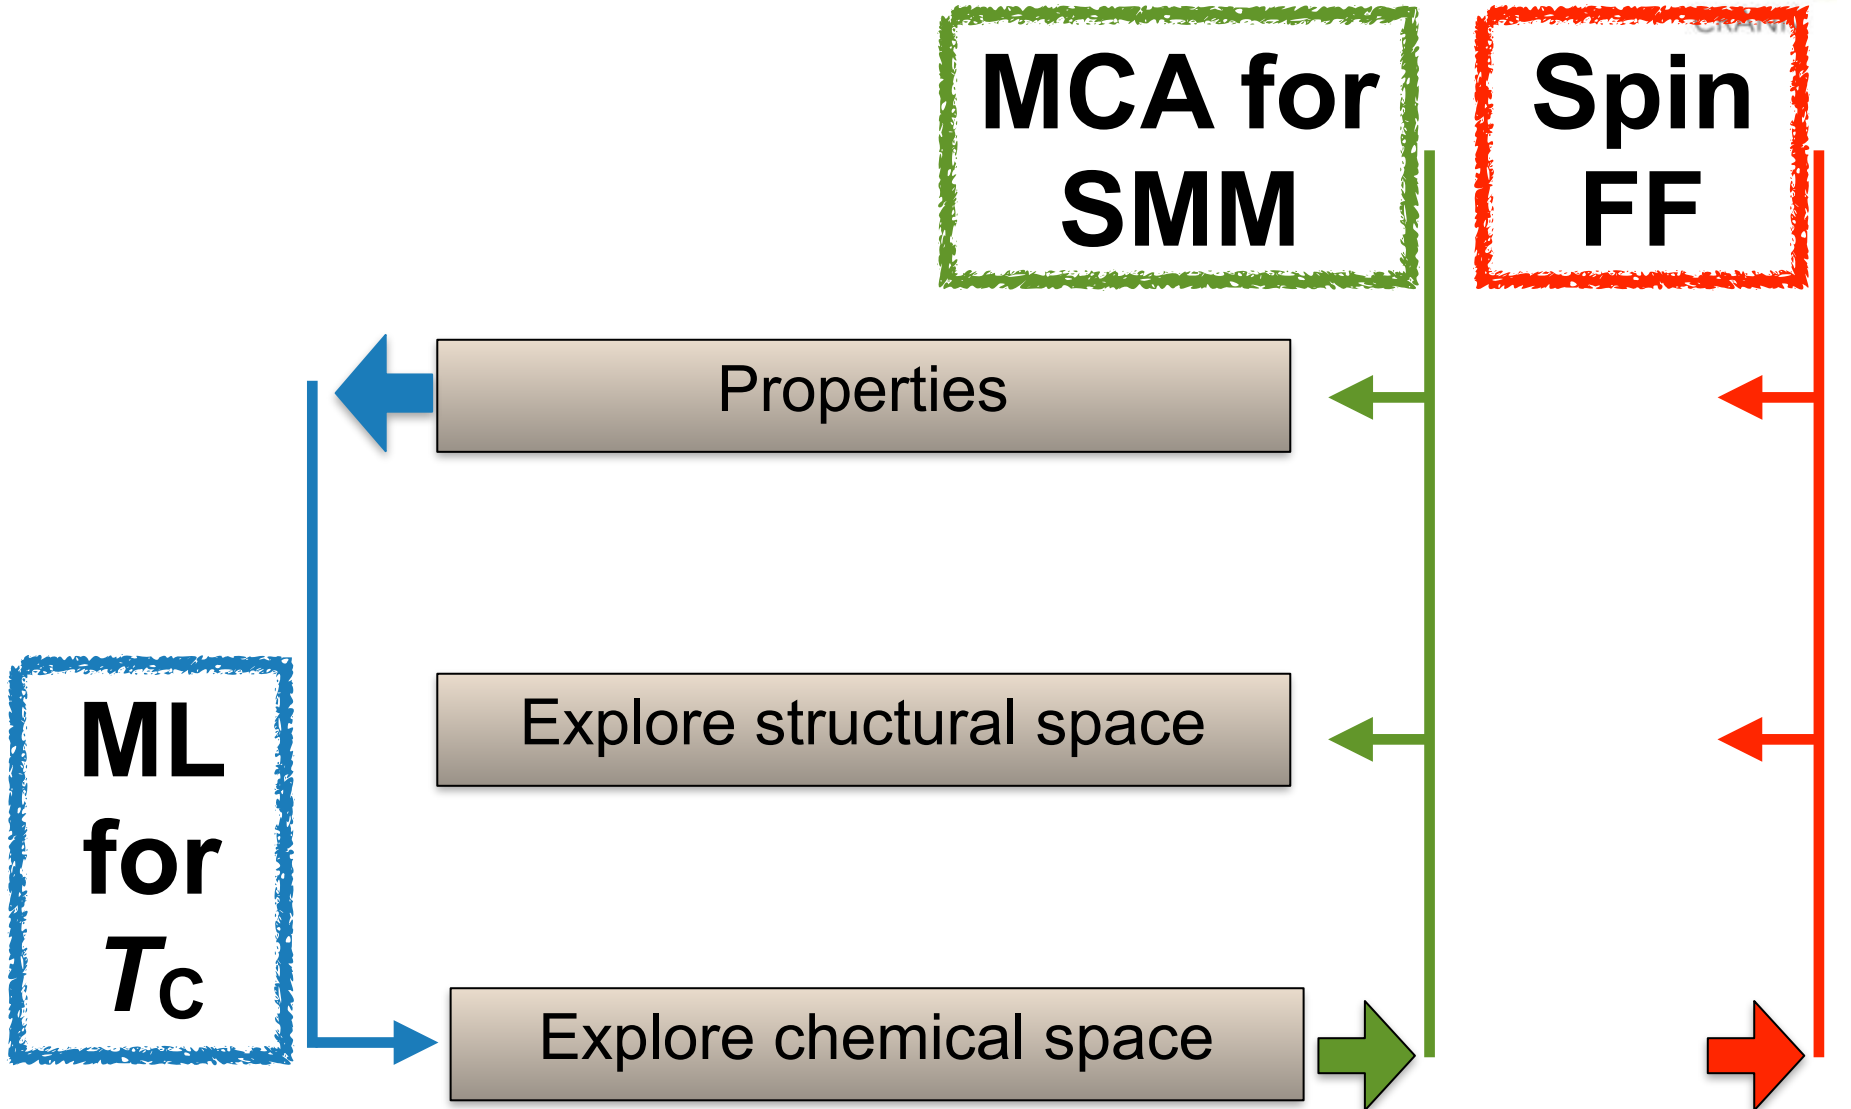 MCA for
SMM
Spin
FF
Properties
Explore structural space
ML
for
TC
Explore chemical space